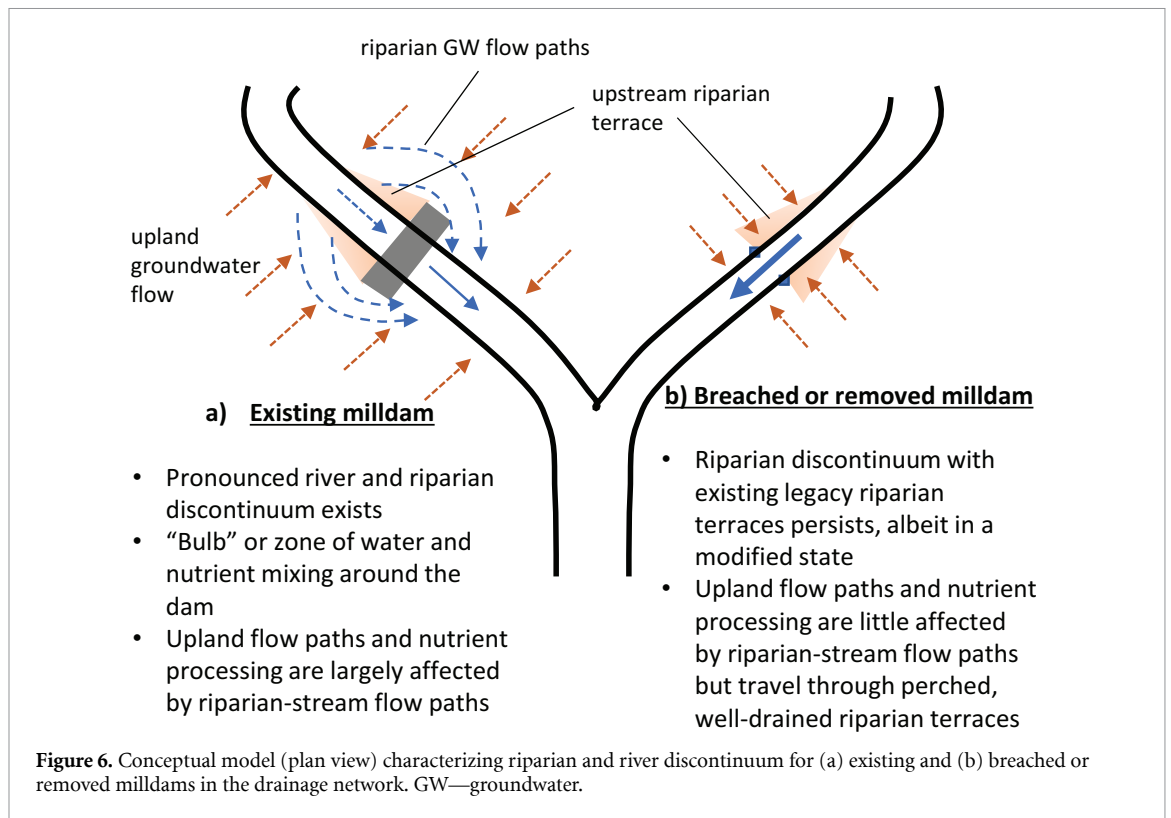 riparian GW flow paths
upstream riparian
terrace
upland
groundwater
flow
a) Existing milldam
• Pronounced river and riparian
discontinuum exists
• “Bulb” or zone of water and
nutrient mixing around the
dam
• Upland flow paths and nutrient
processing are largely affected
by riparian-stream flow paths
b) Breached or removed milldam
• Riparian discontinuum with
existing legacy riparian
terraces persists, albeit in a
modified state
• Upland flow paths and nutrient
processing are little affected
by riparian-stream flow paths
but travel through perched,
well-drained riparian terraces
Figure 6. Conceptual model (plan view) characterizing riparian and river discontinuum for (a) existing and (b) breached or
removed milldams in the drainage network. GW—groundwater.